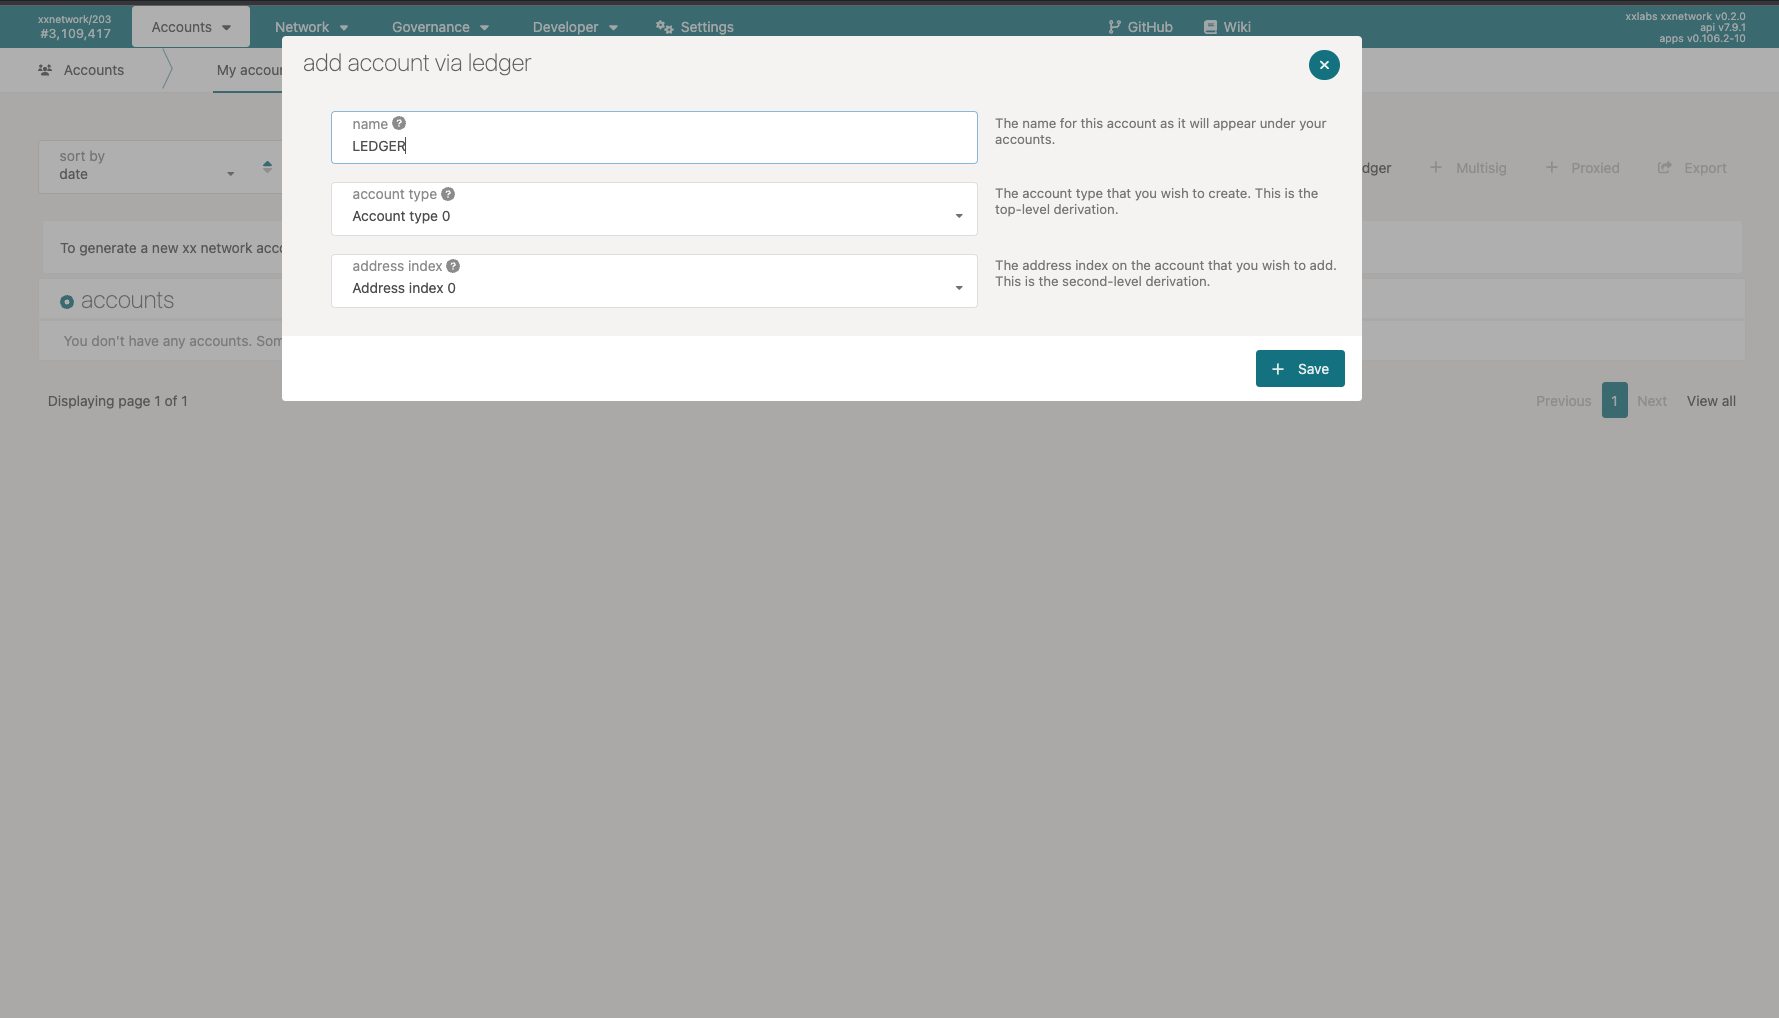 xxnetwork/203
#3,109,417
Accounts
Network
Governance
Developer
Settings
GitHub
Wiki
xxlabs xxnetwork v0.2.0
api v7.9.1
apps v0.106.2-10
Accounts
My accou
add account via ledger
name
LEDGER
The name for this account as it will appear under your
accounts.
account type
Account type 0
The account type that you wish to create. This is the
top-level derivation.
address index
Address index 0
The address index on the account that you wish to add.
This is the second-level derivation.
+ Save
sort by
date
dger
+ Multisig
+ Proxied
Export
To generate a new xx network acc
accounts
You don't have any accounts. Som
Displaying page 1 of 1
Previous
1
Next
View all